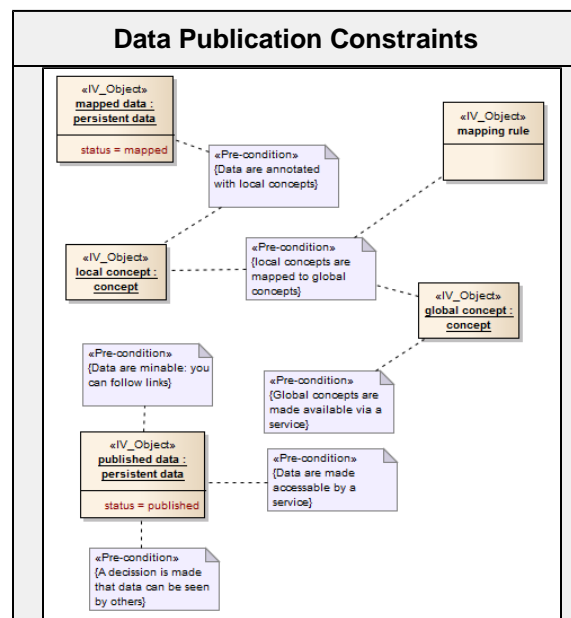 Data Publication Constraints
«IV_Object»
mapped data :
persistent data
status = mapped
«IV_Object»
mapping rule
«Pre-condition»
{Data are annotated
with local concepts}
«Pre-condition»
{local concepts are
mapped to global
concepts}
«IV_Object»
local concept :
concept
«IV_Object»
global concept :
concept
«Pre-condition»
{Data are minable: you
can follow links}
«Pre-condition»
{Global concepts are
made available via a
service}
«IV_Object»
published data :
persistent data
status = published
«Pre-condition»
{Data are made
accessable by a
service}
«Pre-condition»
{A decission is made
that data can be seen
by others}